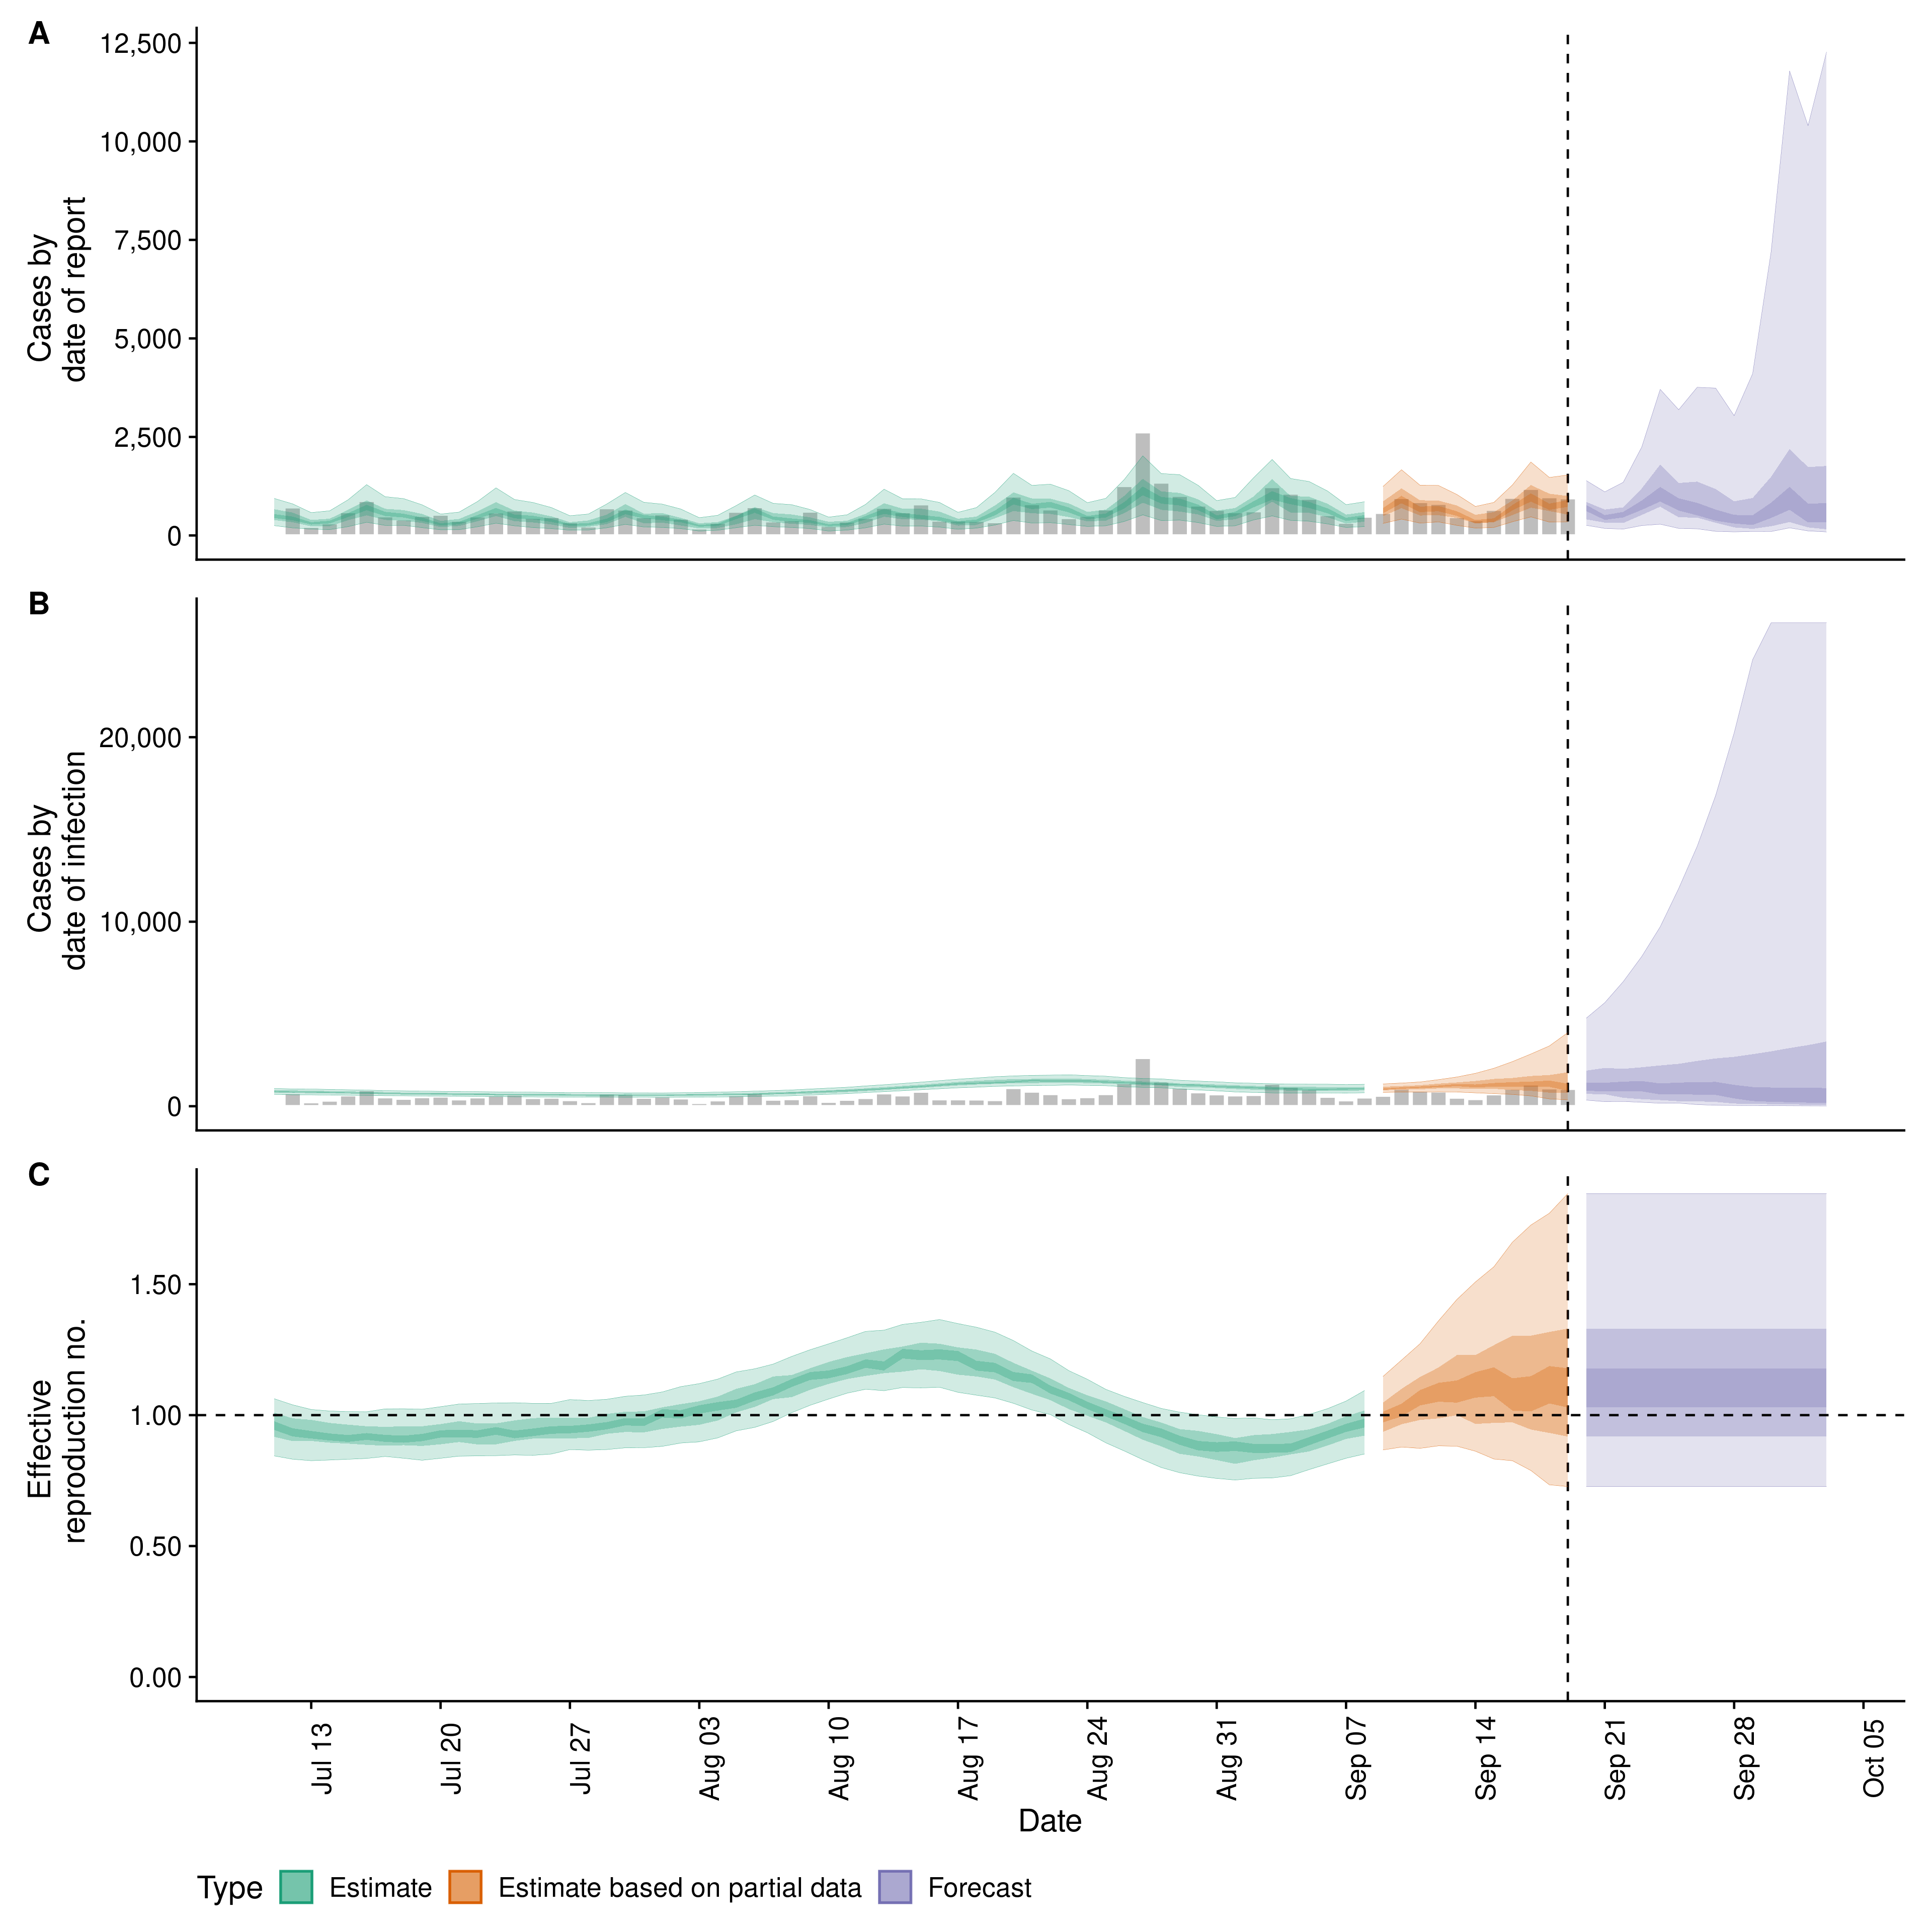 A
12,500
10,000
7,500
5,000
2,500
0
Cases by
date of report
B
20,000
10,000
0
Cases by
date of infection
C
1.50
1.00
0.50
0.00
Effective
reproduction no.
Jul 13
Jul 20
Jul 27
Aug 03
Aug 10
Aug 17
Aug 24
Aug 31
Sep 07
Sep 14
Sep 21
Sep 28
Oct 05
Date
Type Estimate Estimate based on partial data Forecast